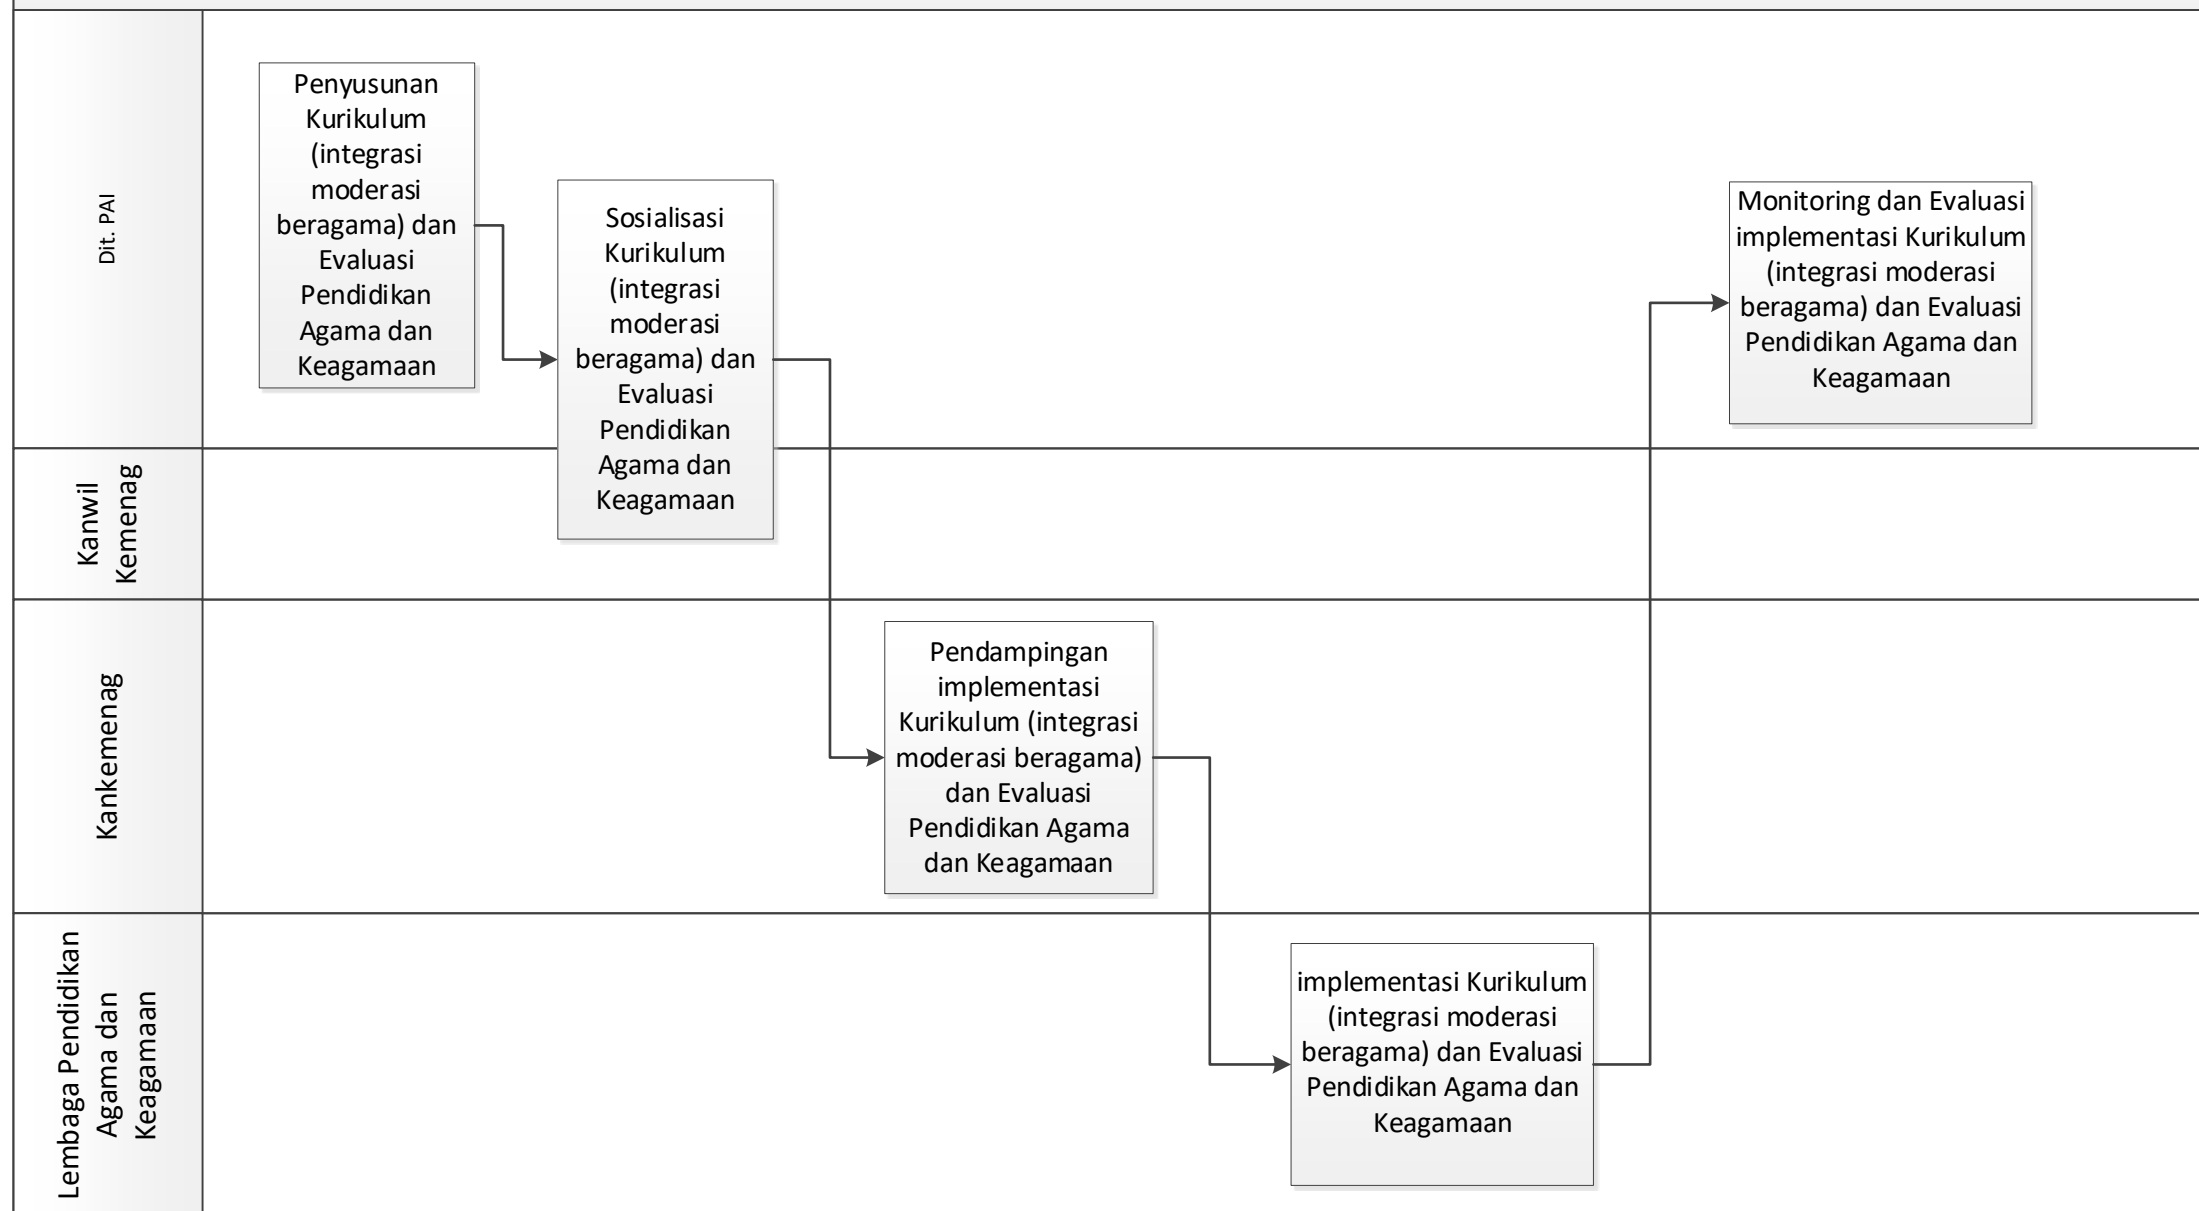 Dit. PAI
Penyusunan
Kurikulum
(integrasi
moderasi
beragama) dan
Evaluasi
Pendidikan
Agama dan
Keagamaan
Sosialisasi
Kurikulum
(integrasi
moderasi
beragama) dan
Evaluasi
Pendidikan
Agama dan
Keagamaan
Monitoring dan Evaluasi
implementasi Kurikulum
(integrasi moderasi
beragama) dan Evaluasi
Pendidikan Agama dan
Keagamaan
Kanwil
Kemenag
Kankemenag
Pendampingan
implementasi
Kurikulum (integrasi
moderasi beragama)
dan Evaluasi
Pendidikan Agama
dan Keagamaan
Lembaga Pendidikan
Agama dan
Keagamaan
implementasi Kurikulum
(integrasi moderasi
beragama) dan Evaluasi
Pendidikan Agama dan
Keagamaan